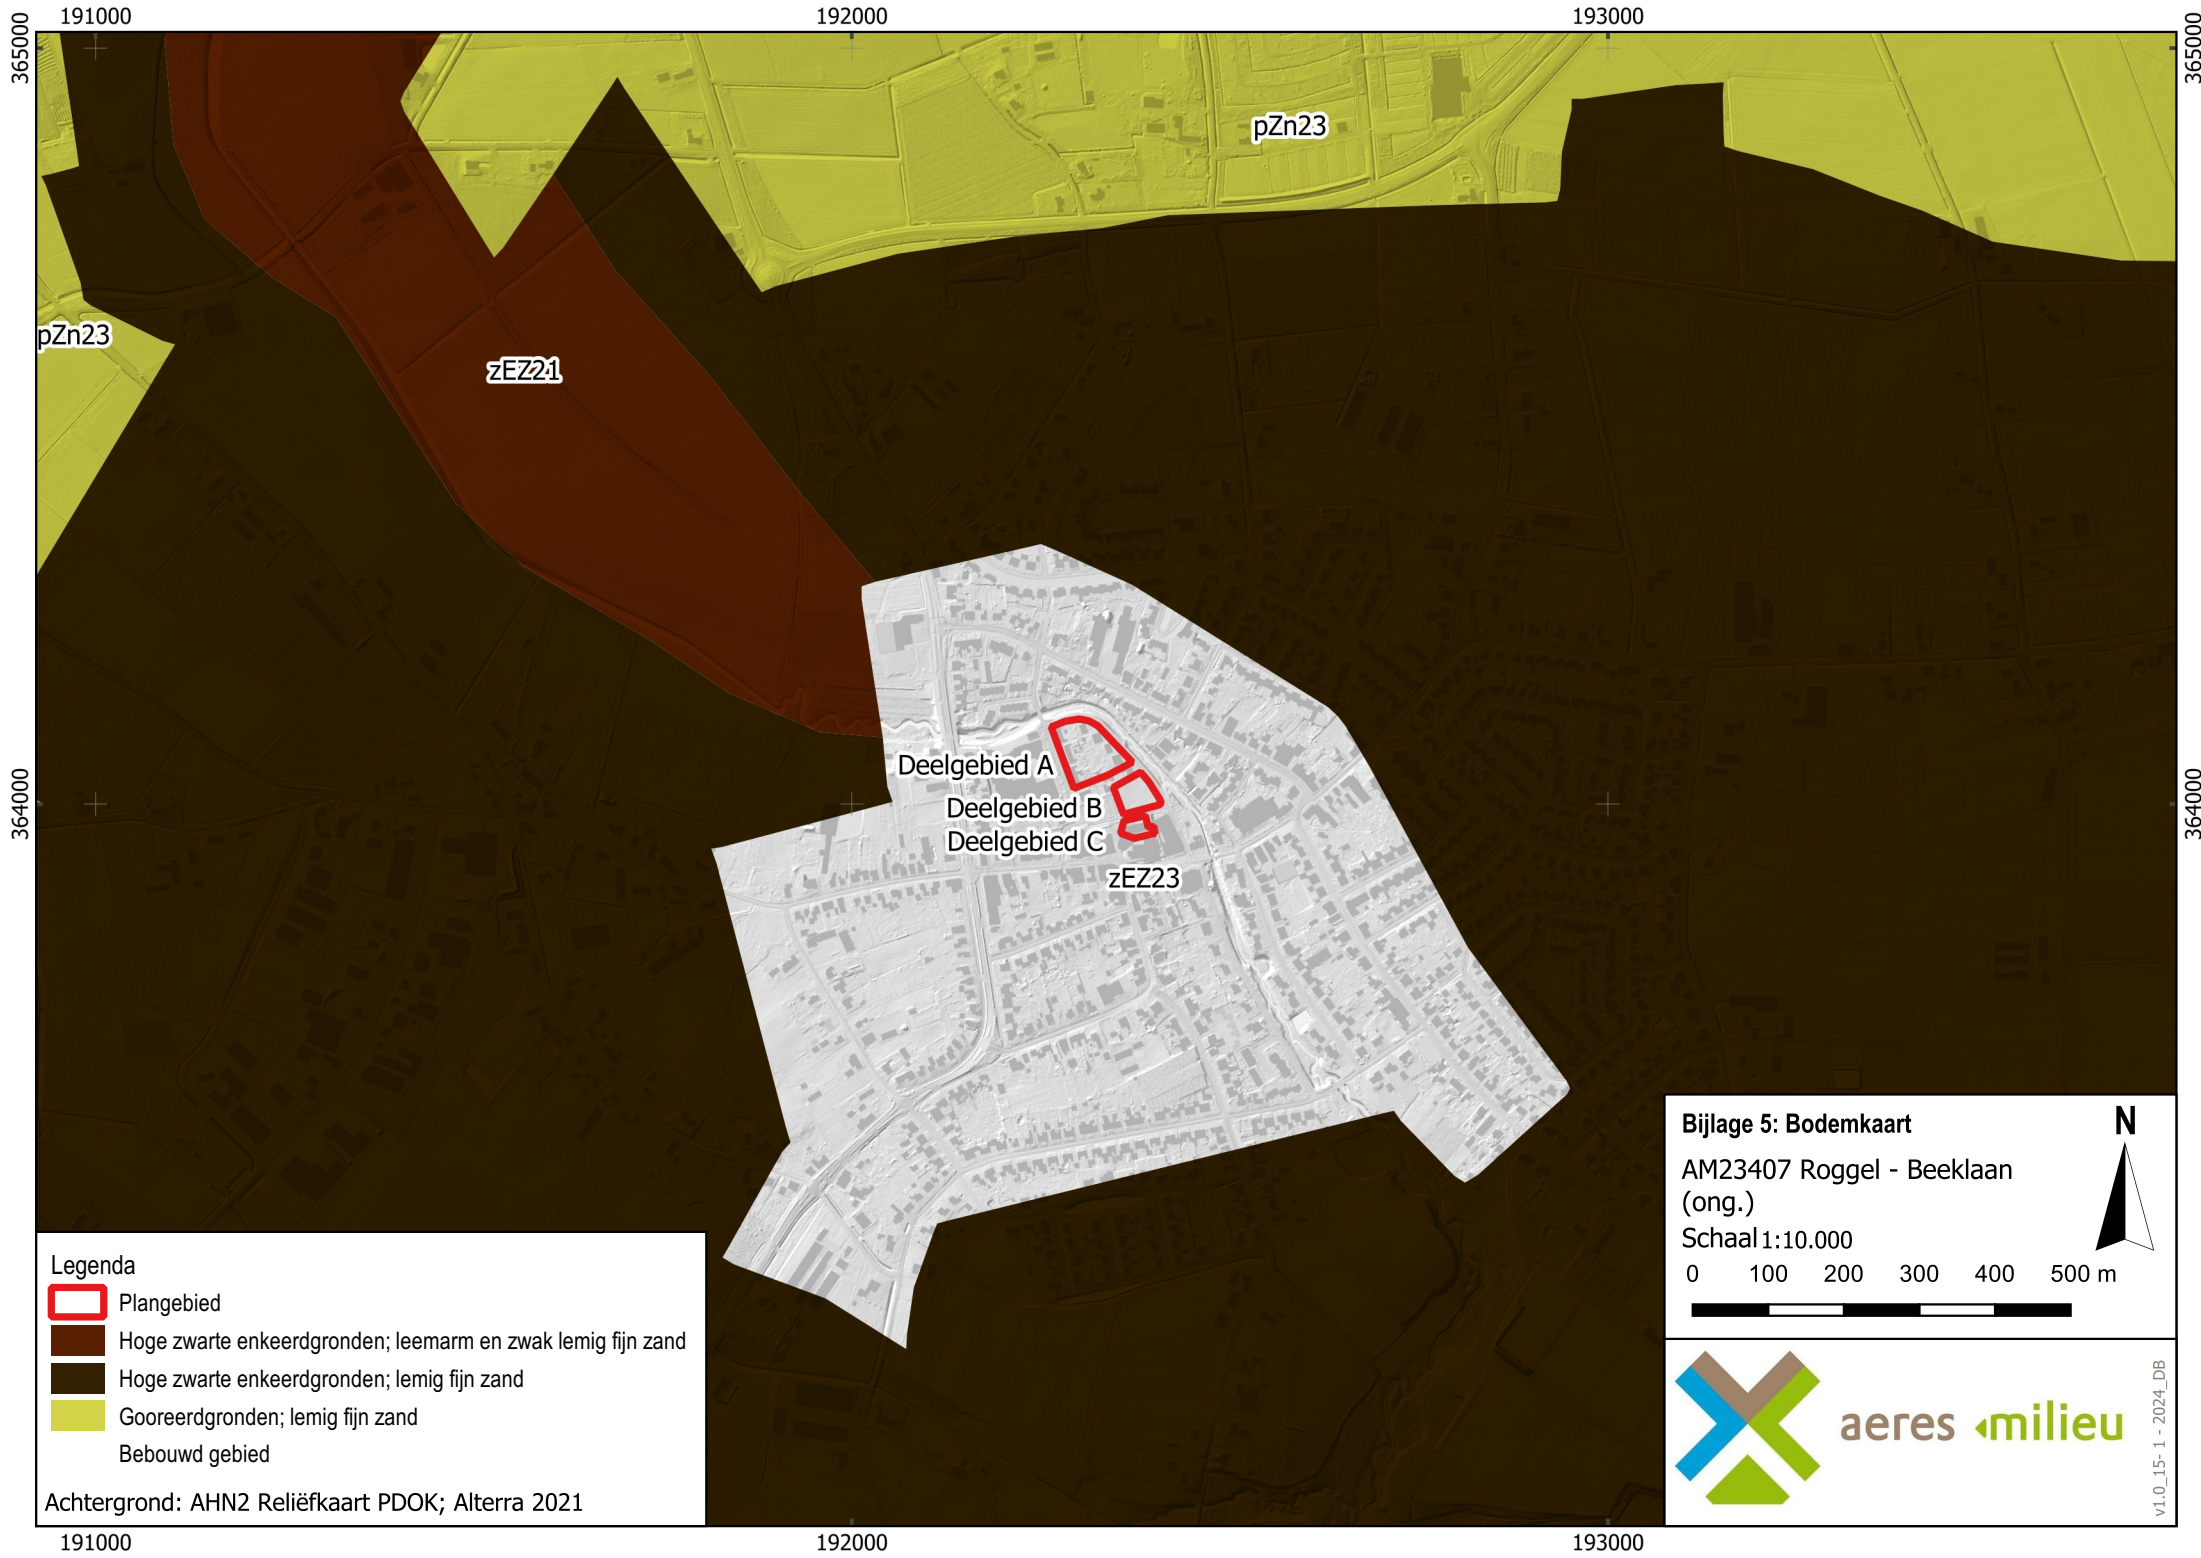 191000
192000
193000
365000
365000
pZn23
pZn23
zEZ21
Deelgebied A
Deelgebied B
Deelgebied C
zEZ23
364000
364000
Bijlage 5: Bodemkaart
N
AM23407 Roggel - Beeklaan
(ong.)
Schaal 1:10.000
0 100 200 300 400 500 m
Legenda
Plangebied
Hoge zwarte enkeerdgronden; leemarm en zwak lemig fijn zand
Hoge zwarte enkeerdgronden; lemig fijn zand
Gooreerdgronden; lemig fijn zand
Bebouwd gebied
Achtergrond: AHN2 Reliëfkaart PDOK; Alterra 2021
aeres milieu
v1.0_15- 1 - 2024_DB
191000
192000
193000